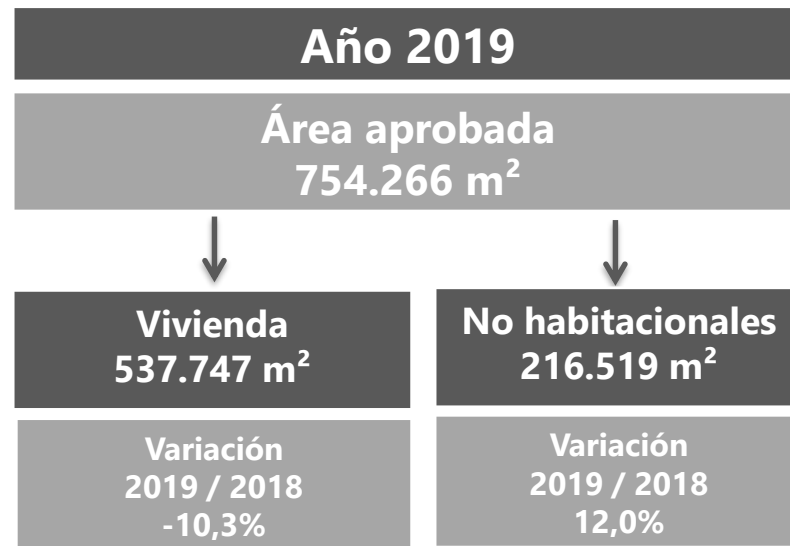 Año 2019
Área aprobada
754.266 m²
Vivienda
537.747 m²
No habitacionales
216.519 m²
Variación
2019 / 2018
-10,3%
Variación
2019 / 2018
12,0%